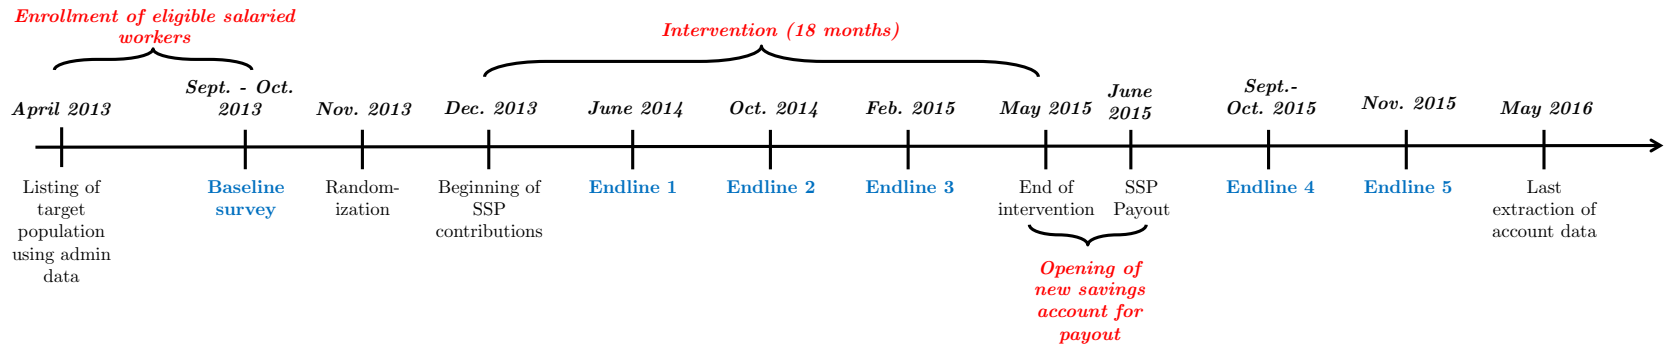 Enrollment of eligible salaried
workers
Intervention (18 months)
April 2013
Sept. - Oct.
2013
Nov. 2013
Dec. 2013
June 2014
Oct. 2014
Feb. 2015
May 2015
June
2015
Sept.-
Oct. 2015
Nov. 2015
May 2016
Listing of
target
population
using admin
data
Baseline
survey
Random-
ization
Beginning of
SSP
contributions
Endline 1
Endline 2
Endline 3
End of
intervention
SSP
Payout
Endline 4
Endline 5
Last
extraction of
account data
Opening of
new savings
account for
payout